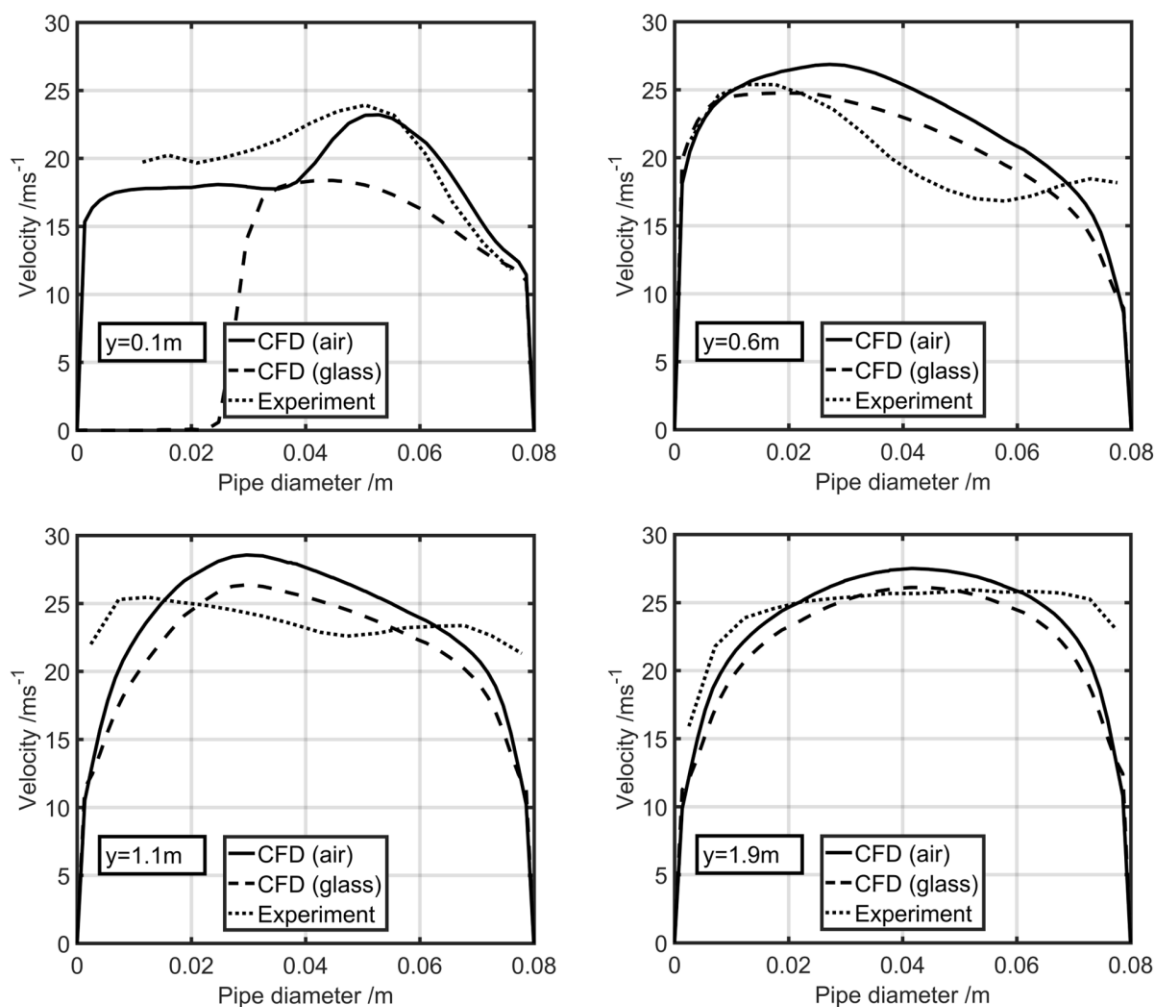 30
25
20
15
10
5
0
Velocity /ms-1
y=0.1m
CFD (air)
CFD (glass)
Experiment
0 0.02 0.04 0.06 0.08
Pipe diameter /m
30
25
20
15
10
5
0
Velocity /ms-1
y=0.6m
CFD (air)
CFD (glass)
Experiment
0 0.02 0.04 0.06 0.08
Pipe diameter /m
30
25
20
15
10
5
0
Velocity /ms-1
y=1.1m
CFD (air)
CFD (glass)
Experiment
0 0.02 0.04 0.06 0.08
Pipe diameter /m
30
25
20
15
10
5
0
Velocity /ms-1
y=1.9m
CFD (air)
CFD (glass)
Experiment
0 0.02 0.04 0.06 0.08
Pipe diameter /m